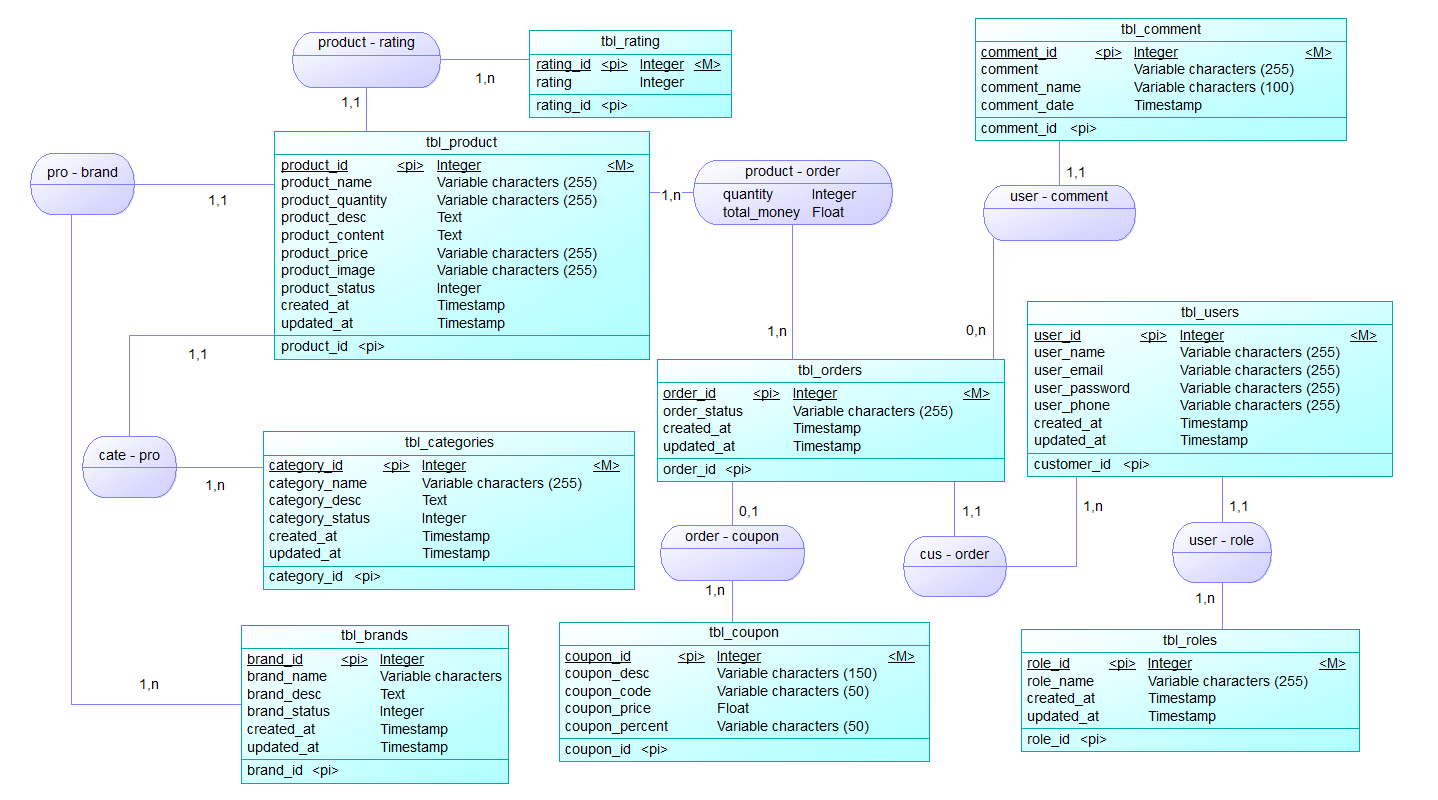 product - rating
1,n
1,1
tbl_rating
rating_id <pi> Integer <M>
rating Integer
rating_id <pi>
tbl_comment
comment_id <pi> Integer <M>
comment Variable characters (255)
comment_name Variable characters (100)
comment_date Timestamp
comment_id <pi>
1,1
user - comment
0,n
pro - brand
1,1
tbl_product
product_id <pi> Integer <M>
product_name Variable characters (255)
product_quantity Variable characters (255)
product_desc Text
product_content Text
product_price Variable characters (255)
product_image Variable characters (255)
product_status Integer
created_at Timestamp
updated_at Timestamp
product_id <pi>
1,n
product - order
quantity Integer
total_money Float
1,n
1,1
tbl_users
user_id <pi> Integer <M>
user_name Variable characters (255)
user_email Variable characters (255)
user_password Variable characters (255)
user_phone Variable characters (255)
created_at Timestamp
updated_at Timestamp
customer_id <pi>
tbl_orders
order_id <pi> Integer <M>
order_status Variable characters (255)
created_at Timestamp
updated_at Timestamp
order_id <pi>
cate - pro
1,n
tbl_categories
category_id <pi> Integer <M>
category_name Variable characters (255)
category_desc Text
category_status Integer
created_at Timestamp
updated_at Timestamp
category_id <pi>
0,1
1,1
1,n
1,1
order - coupon
cus - order
user - role
1,n
1,n
tbl_brands
brand_id <pi> Integer
brand_name Variable characters
brand_desc Text
brand_status Integer
created_at Timestamp
updated_at Timestamp
brand_id <pi>
1,n
tbl_coupon
coupon_id <pi> Integer <M>
coupon_desc Variable characters (150)
coupon_code Variable characters (50)
coupon_price Float
coupon_percent Variable characters (50)
coupon_id <pi>
tbl_roles
role_id <pi> Integer <M>
role_name Variable characters (255)
created_at Timestamp
updated_at Timestamp
role_id <pi>